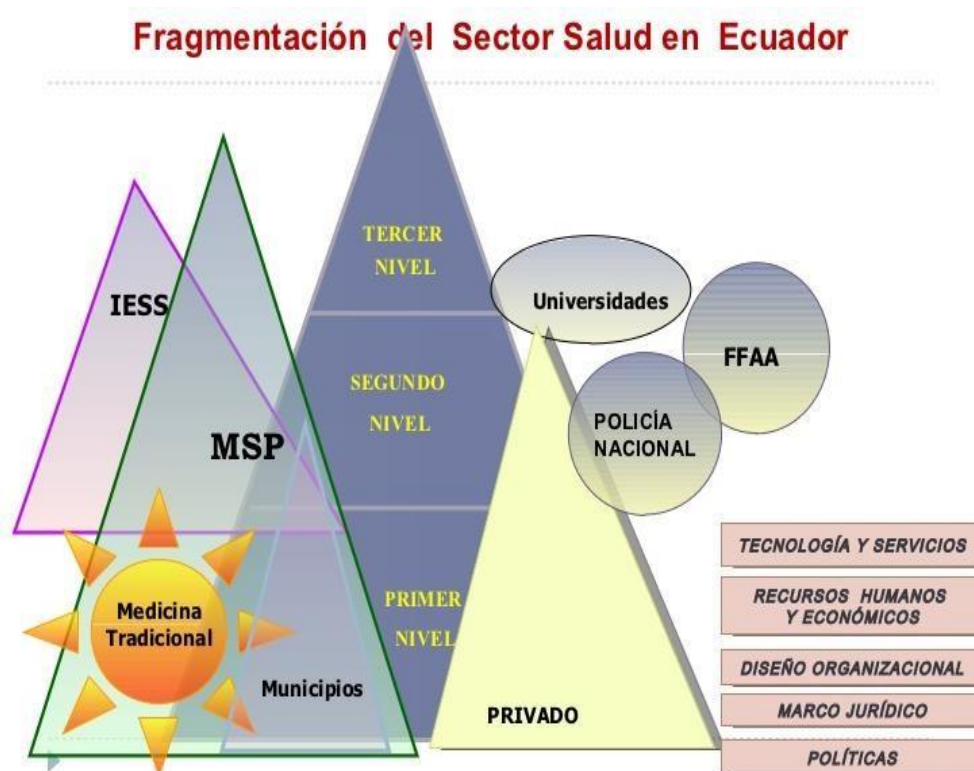 Fragmentación del Sector Salud en Ecuador
TERCER
NIVEL
IESS
Universidades
FFAA
SEGUNDO
NIVEL
MSP
POLICÍA
NACIONAL
TECNOLOGÍA Y SERVICIOS
RECURSOS HUMANOS
Y ECONÓMICOS
PRIMER
NIVEL
Medicina
Tradicional
DISEÑO ORGANIZACIONAL
Municipios
PRIVADO
MARCO JURÍDICO
POLÍTICAS